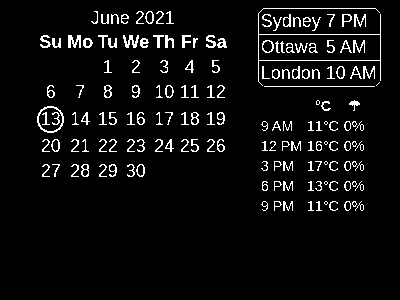 June 2021
Su Mo Tu We Th Fr Sa
1 2 3 4 5
6 7 8 9 10 11 12
13 14 15 16 17 18 19
20 21 22 23 24 25 26
27 28 29 30
Sydney 7 PM
Ottawa 5 AM
London 10 AM
°C ☂
9 AM 11°C 0%
12 PM 16°C 0%
3 PM 17°C 0%
6 PM 13°C 0%
9 PM 11°C 0%